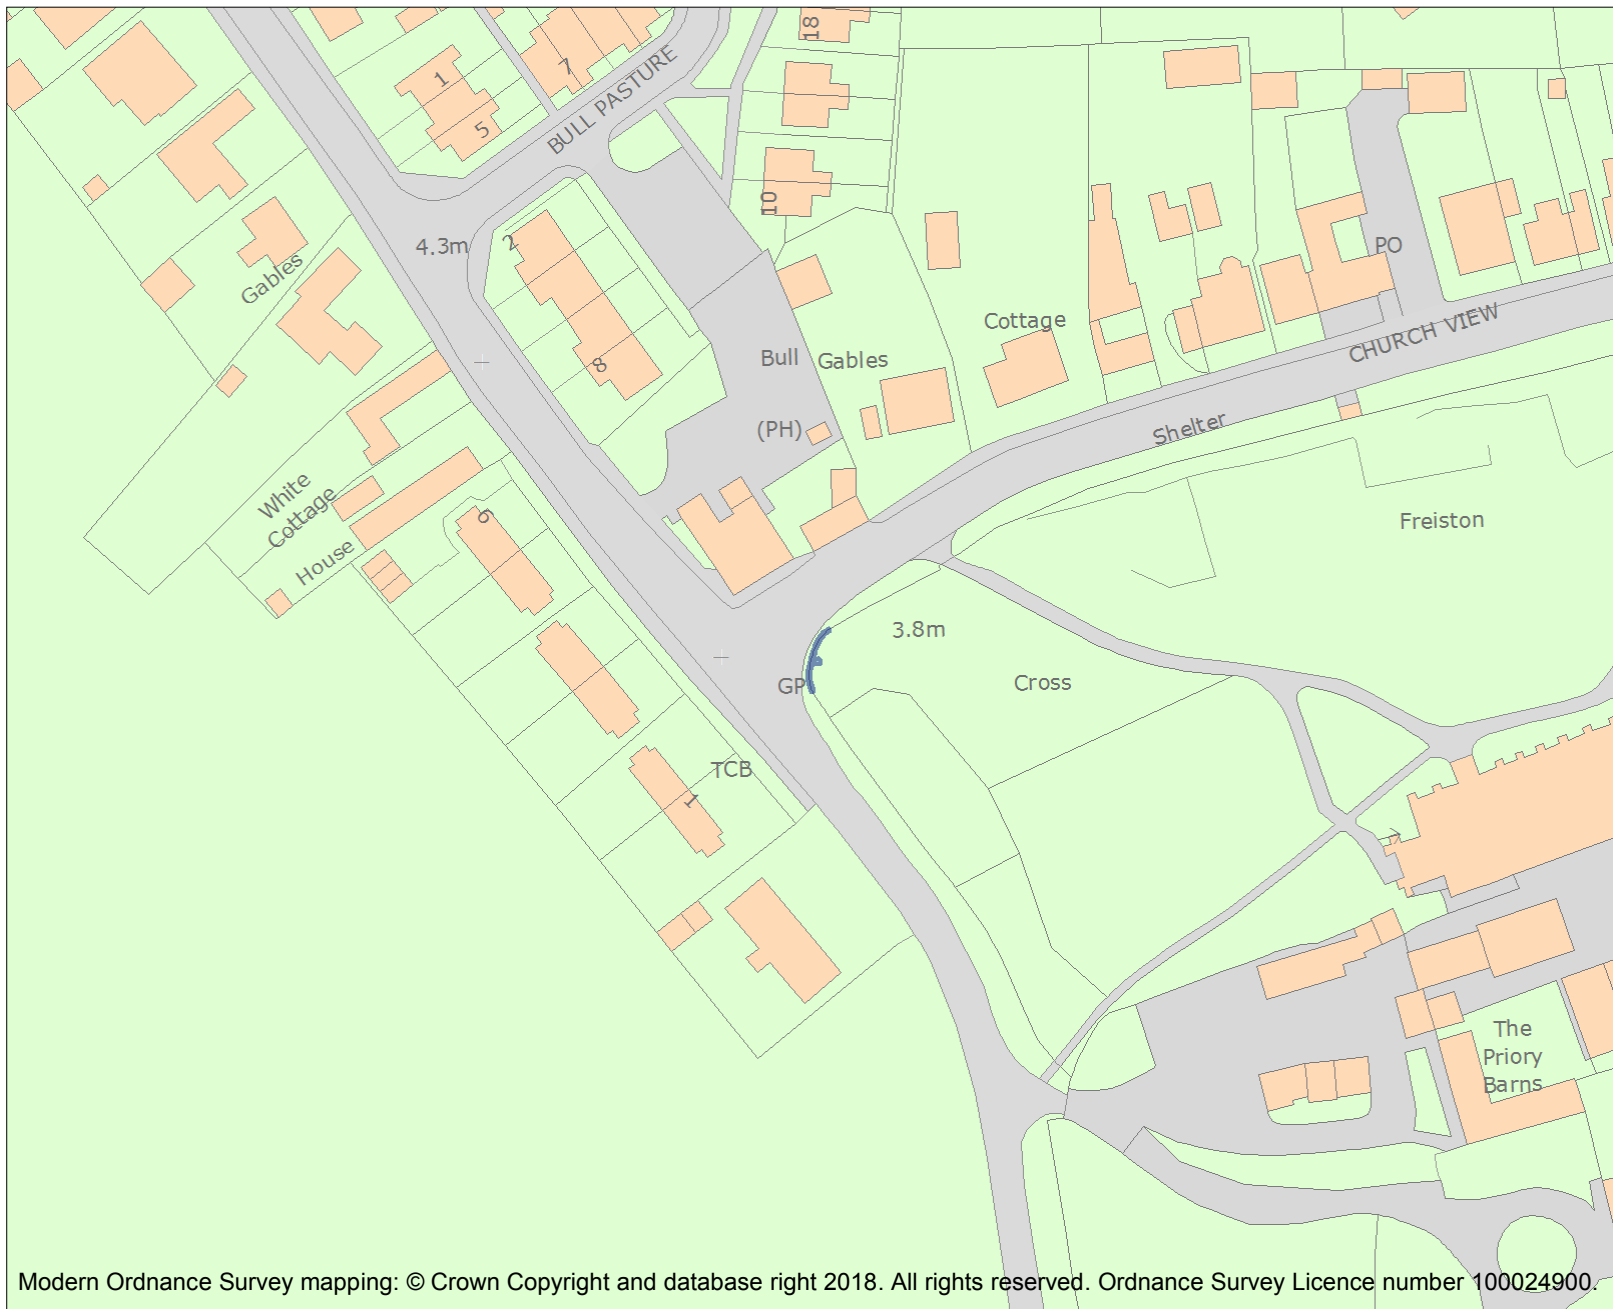 18
1
7
BULL PASTURE
5
10
2
4.3m
PO
Gables
Cottage
CHURCH VIEW
Bull
Gables
8
(PH)
Shelter
White
Cottage
6
Freiston
House
3.8m
GP
Cross
TCB
1
The
Priory
Barns
Modern Ordnance Survey mapping: © Crown Copyright and database right 2018. All rights reserved. Ordnance Survey Licence number 100024900.